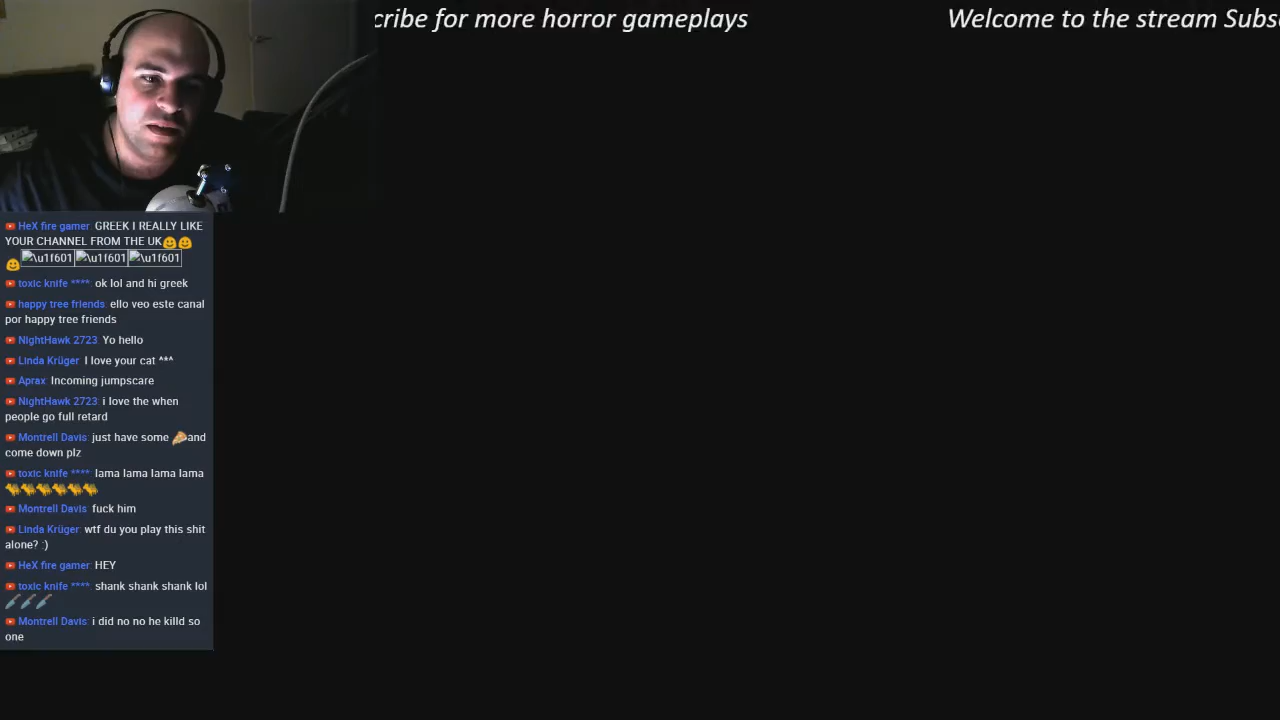 cribe for more horror gameplays
Welcome to the stream Subs
HeX fire gamer: GREEK I REALLY LIKE
YOUR CHANNEL FROM THE UK🤗🤗
🤗\u1f601\u1f601\u1f601
toxic knife ****: ok lol and hi greek
happy tree friends: ello veo este canal
por happy tree friends
NightHawk 2723: Yo hello
Linda Krüger: I love your cat ^^^
Aprax: Incoming jumpscare
NightHawk 2723: i love the when
people go full retard
Montrell Davis: just have some 🍕and
come down plz
toxic knife ****: lama lama lama lama
🐫🐫🐫🐫🐫🐫
Montrell Davis: fuck him
Linda Krüger: wtf du you play this shit
alone? :)
HeX fire gamer: HEY
toxic knife ****: shank shank shank lol
🔪🔪🔪
Montrell Davis: i did no no he killd so
one